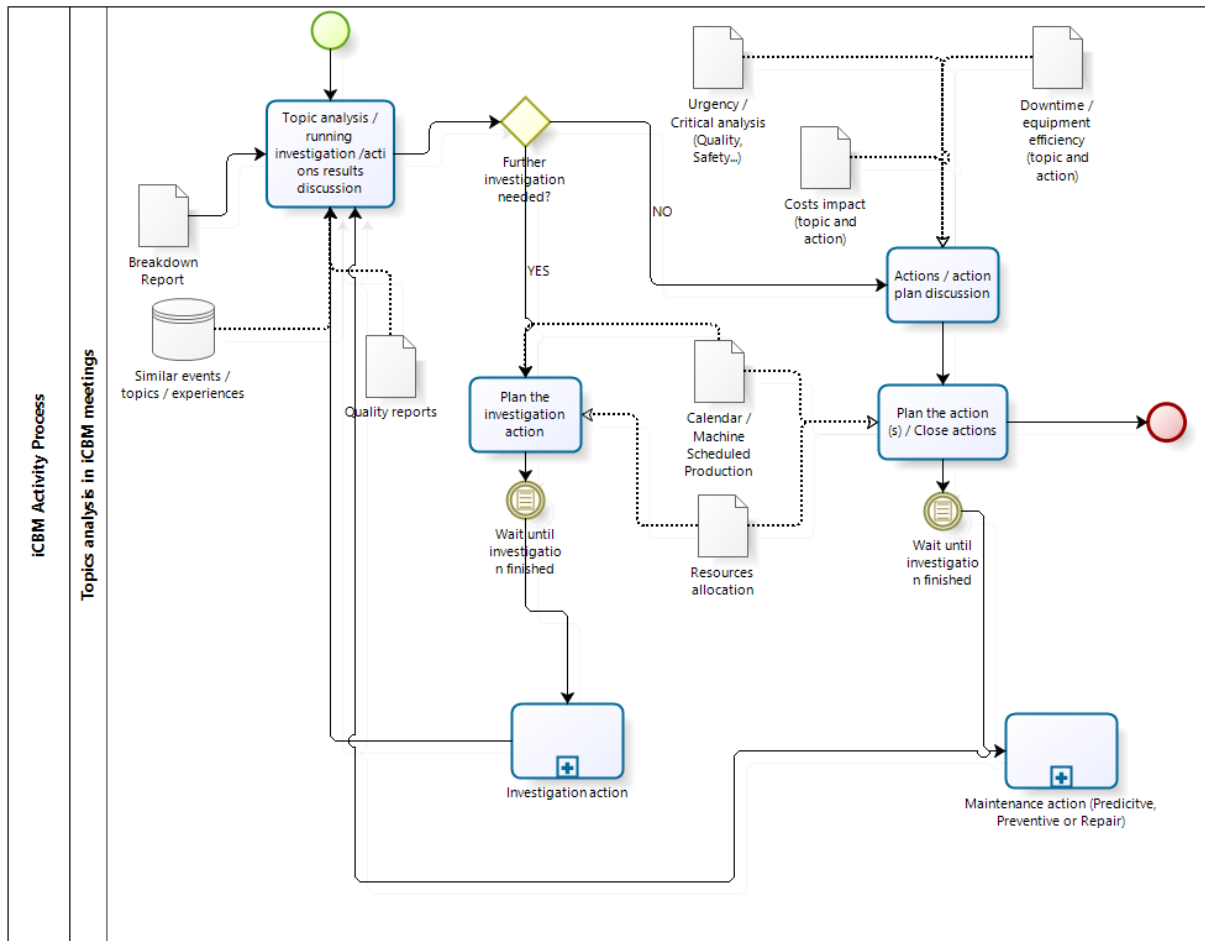 iCBM Activity Process
Topics analysis in iCBM meetings
Topic analysis /
running
investigation /acti
ons results
discussion
Further
investigation
needed?
Urgency /
Critical analysis
(Quality,
Safety...)
Downtime /
equipment
efficiency
(topic and
action)
Costs impact
(topic and
action)
NO
YES
Breakdown
Report
Similar events /
topics / experiences
Quality reports
Actions / action
plan discussion
Plan the
investigation
action
Calendar /
Machine
Scheduled
Production
Plan the action
(s) / Close actions
Wait until
investigatio
n finished
Resources
allocation
Wait until
investigatio
n finished
Investigation action
Maintenance action (Predicitve,
Preventive or Repair)